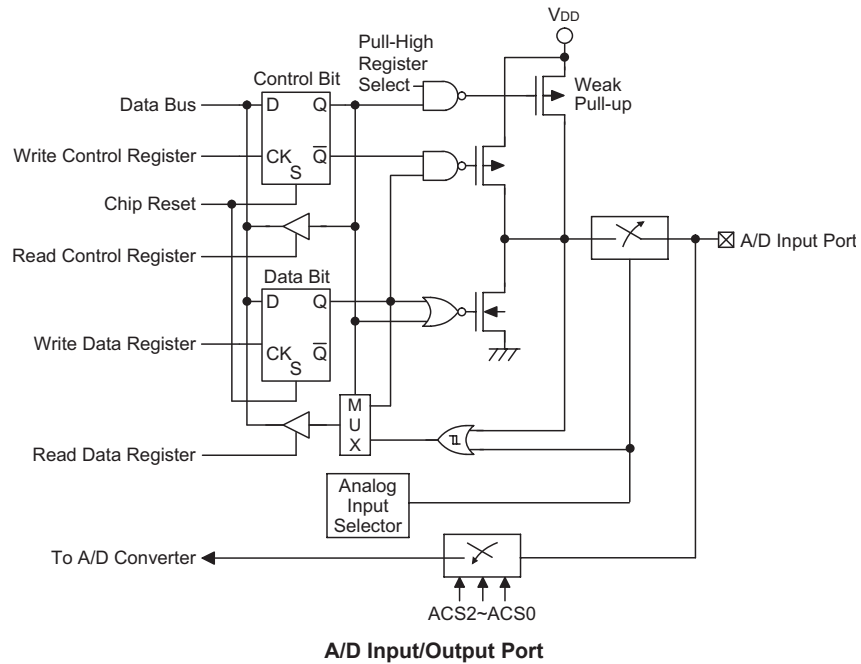 VDD
Pull-High
Register
Select
Control Bit
Weak
Pull-up
Data Bus
D
Q
Write Control Register
CK
Q
S
Chip Reset
Read Control Register
A/D Input Port
Data Bit
D
Q
Write Data Register
CK
Q
S
M
U
X
Read Data Register
Analog
Input
Selector
To A/D Converter
ACS2~ACS0
A/D Input/Output Port